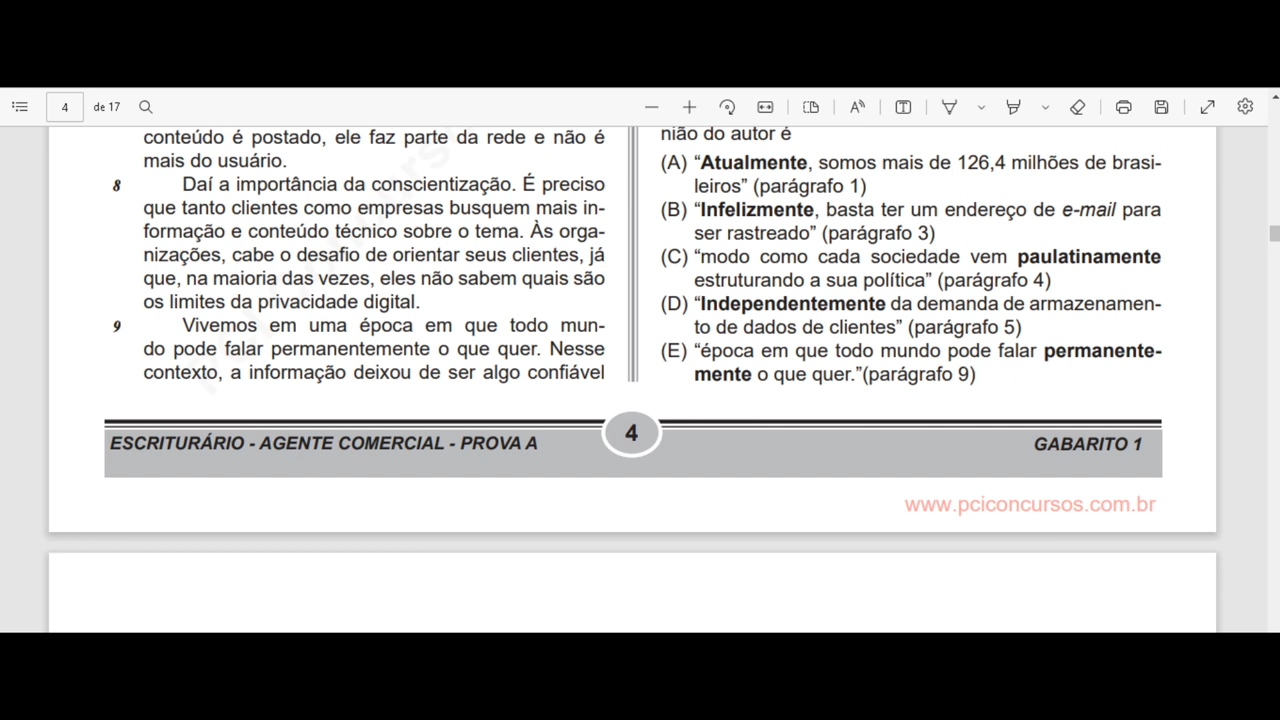 4 de 17
conteúdo é postado, ele faz parte da rede e não é
mais do usuário.
8 Daí a importância da conscientização. É preciso
que tanto clientes como empresas busquem mais in-
formação e conteúdo técnico sobre o tema. Às orga-
nizações, cabe o desafio de orientar seus clientes, já
que, na maioria das vezes, eles não sabem quais são
os limites da privacidade digital.
9 Vivemos em uma época em que todo mun-
do pode falar permanentemente o que quer. Nesse
contexto, a informação deixou de ser algo confiável
nião do autor é
(A) “Atualmente, somos mais de 126,4 milhões de brasi-
leiros” (parágrafo 1)
(B) “Infelizmente, basta ter um endereço de e-mail para
ser rastreado” (parágrafo 3)
(C) “modo como cada sociedade vem paulatinamente
estruturando a sua política” (parágrafo 4)
(D) “Independentemente da demanda de armazenamen-
to de dados de clientes” (parágrafo 5)
(E) “época em que todo mundo pode falar permanente-
mente o que quer.”(parágrafo 9)
ESCRITURÁRIO - AGENTE COMERCIAL - PROVA A
4
GABARITO 1
www.pciconcursos.com.br